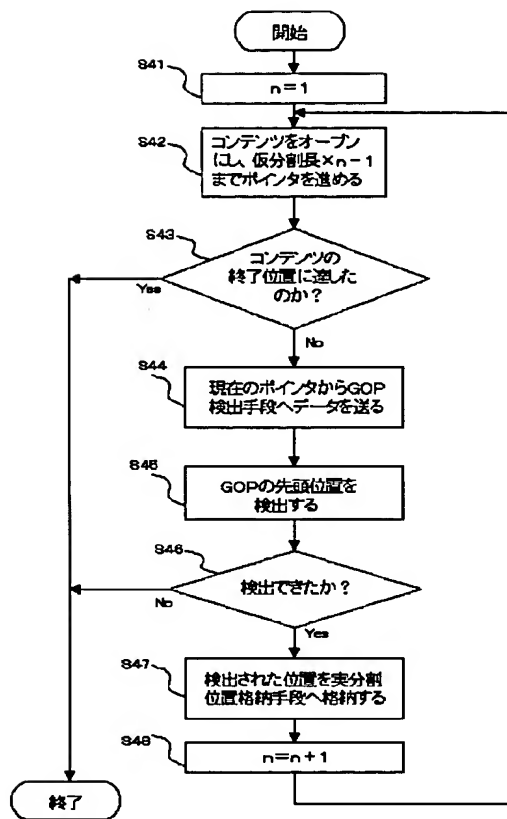 開始
S41
n=1
S42
コンテンツをオープン
にし、仮分割長×n-1
までポインタを進める
S43
コンテンツの
終了位置に達した
のか?
Yes
No
S44
現在のポインタからGOP
検出手段へデータを送る
S45
GOPの先頭位置を
検出する
S46
検出できたか?
No
Yes
S47
検出された位置を実分割
位置格納手段へ格納する
S48
n=n+1
終了